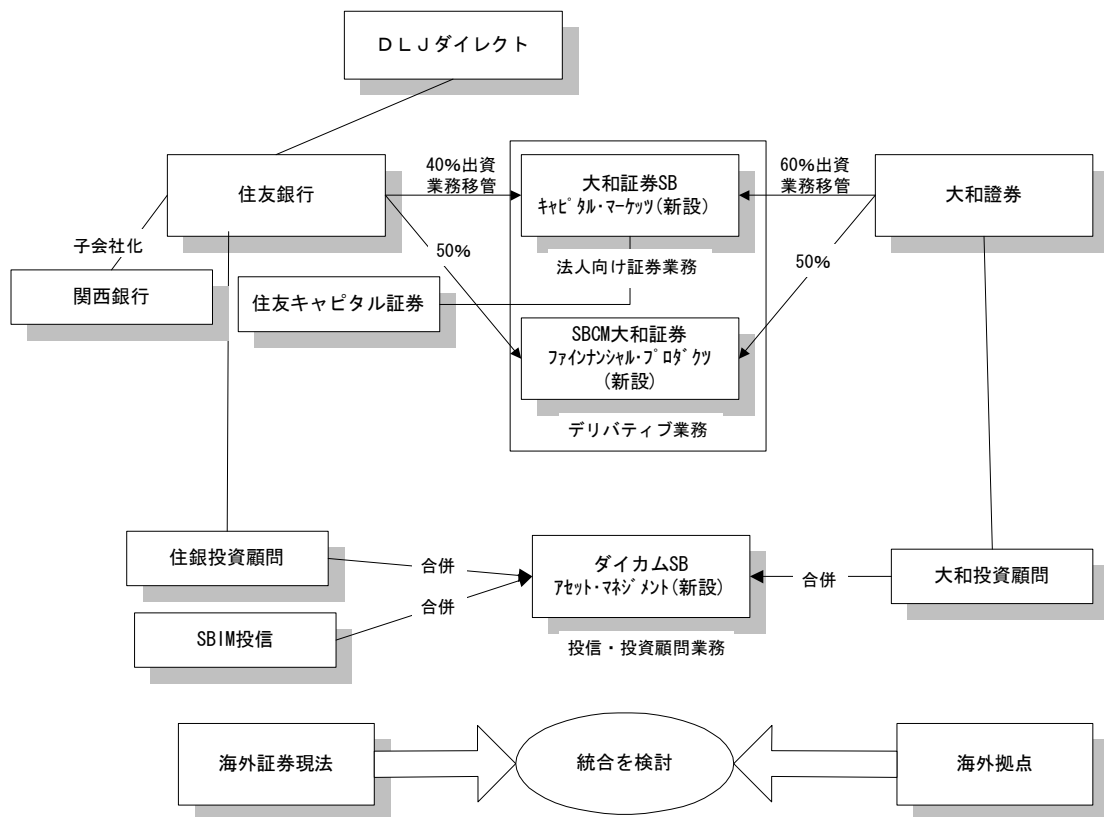 ＤＬＪダイレクト
住友銀行
40%出資
業務移管
大和証券SB
ｷｬﾋﾟﾀﾙ･ﾏｰｹｯﾂ(新設)
60%出資
業務移管
大和證券
子会社化
関西銀行
50%
法人向け証券業務
50%
住友キャピタル証券
SBCM大和証券
ﾌｧｲﾝﾅﾝｼｬﾙ･ﾌﾟﾛﾀﾞｸﾂ
(新設)
デリバティブ業務
住銀投資顧問
合併
ダイカムSB
ｱｾｯﾄ･ﾏﾈｼﾞﾒﾝﾄ(新設)
合併
大和投資顧問
合併
SBIM投信
投信・投資顧問業務
海外証券現法
統合を検討
海外拠点